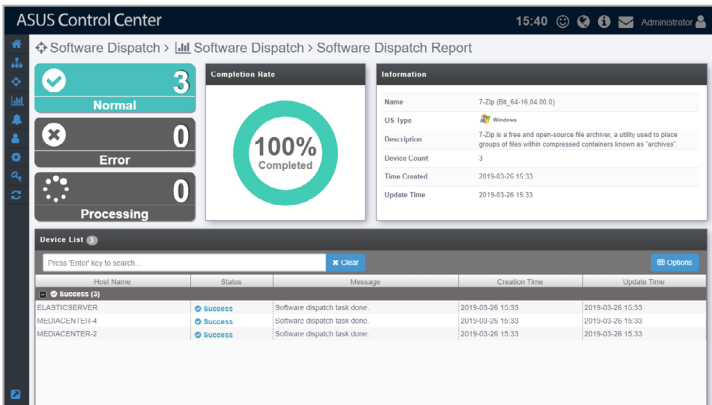 ASUS Control Center
15:40
Administrator
Software Dispatch > Software Dispatch > Software Dispatch Report
3
Normal
0
Error
0
Processing
Completion Rate
100%
Completed
Information
Name 7-Zip (Bit_64-16.04.00.0)
OS Type Windows
Description 7-Zip is a free and open-source file archiver, a utility used to place
groups of files within compressed containers known as "archives".
Device Count 3
Time Created 2019-03-26 15:33
Update Time 2019-03-26 15:33
Device List 3
Press 'Enter' key to search... Clear Options
Host Name Status Message Creation Time Update Time
Success (3)
ELASTICSERVER Success Software dispatch task done. 2019-03-26 15:33 2019-03-26 15:33
MEDIACENTER-4 Success Software dispatch task done. 2019-03-26 15:33 2019-03-26 15:33
MEDIACENTER-2 Success Software dispatch task done. 2019-03-26 15:33 2019-03-26 15:33